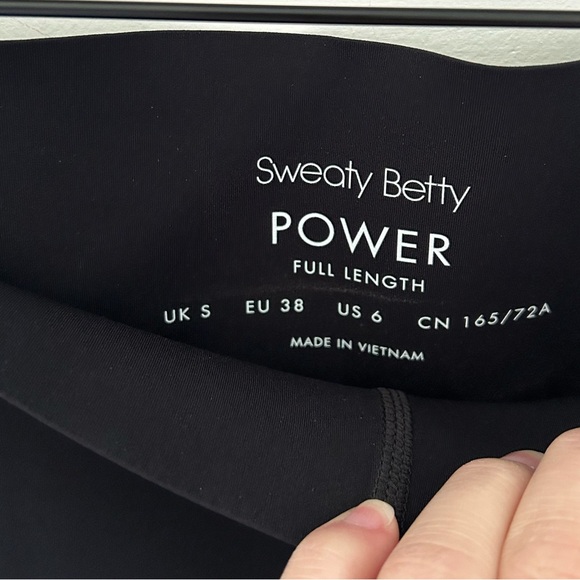 Sweaty Betty
POWER
FULL LENGTH
UK S EU 38 US 6 CN 165/72A
MADE IN VIETNAM